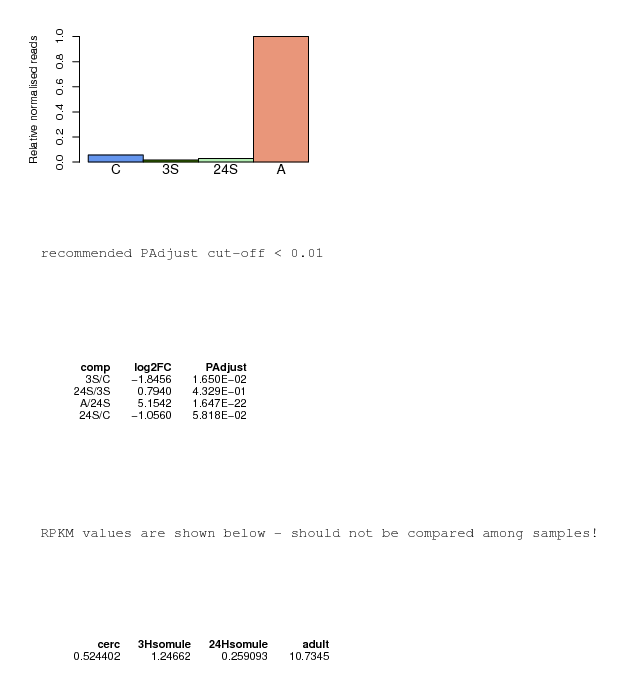 Relative normalised reads
1.0
0.8
0.6
0.4
0.2
0.0
C 3S 24S A
recommended PAdjust cut-off < 0.01
comp log2FC PAdjust
3S/C −1.8456 1.650E−02
24S/3S 0.7940 4.329E−01
A/24S 5.1542 1.647E−22
24S/C −1.0560 5.818E−02
RPKM values are shown below - should not be compared among samples!
cerc 3Hsomule 24Hsomule adult
0.524402 1.24662 0.259093 10.7345